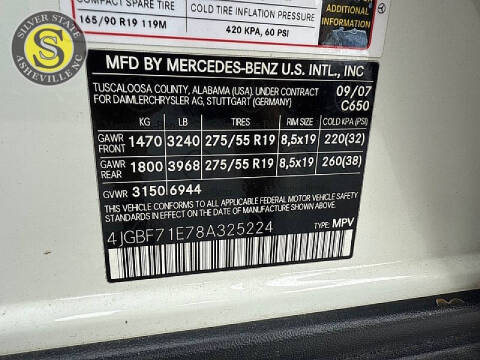 COMPACT SPARE TIRE
165/90 R19 119M
COLD TIRE INFLATION PRESSURE
420 KPA, 60 PSI
ADDITIONAL
INFORMATION
SILVER STATE
S
ASHEVILLE NC
MFD BY MERCEDES-BENZ U.S. INTL., INC
TUSCALOOSA COUNTY, ALABAMA (USA). UNDER CONTRACT
FOR DAIMLERCHRYSLER AG, STUTTGART (GERMANY)
09/07
C650
KG LB TIRES RIM SIZE COLD KPA (PSI)
GAWR FRONT 1470 3240 275/55 R19 8,5x19 220(32)
GAWR REAR 1800 3968 275/55 R19 8,5x19 260(38)
GVWR 3150 6944
THIS VEHICLE CONFORMS TO ALL APPLICABLE FEDERAL MOTOR VEHICLE SAFETY
IN EFFECT ON THE DATE OF MANUFACTURE SHOWN ABOVE.
4JGBF71E78A325224
TYPE: MPV